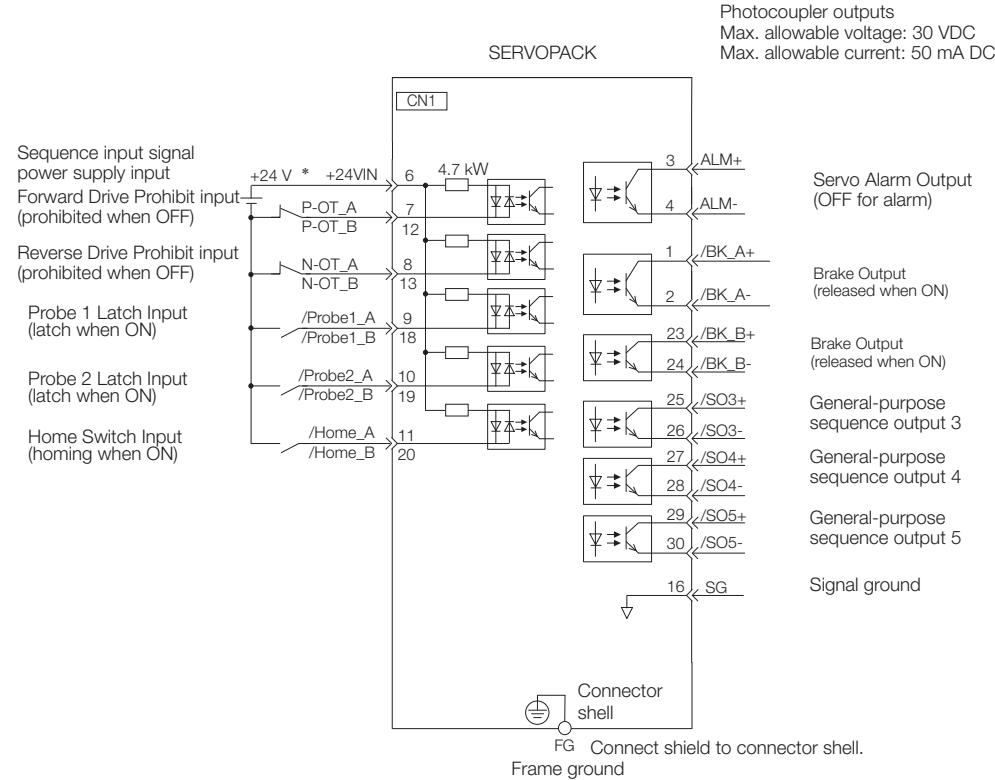 Photocoupler outputs
Max. allowable voltage: 30 VDC
Max. allowable current: 50 mA DC
SERVOPACK
CN1
Sequence input signal
power supply input
+24 V * +24VIN 6 4.7 kW
Forward Drive Prohibit input
(prohibited when OFF)
P-OT_A 7
P-OT_B 12
Reverse Drive Prohibit input
(prohibited when OFF)
N-OT_A 8
N-OT_B 13
Probe 1 Latch Input
(latch when ON)
/Probe1_A 9
/Probe1_B 18
Probe 2 Latch Input
(latch when ON)
/Probe2_A 10
/Probe2_B 19
Home Switch Input
(homing when ON)
/Home_A 11
/Home_B 20
3 ALM+
4 ALM-
Servo Alarm Output
(OFF for alarm)
1 /BK_A+
2 /BK_A-
Brake Output
(released when ON)
23 /BK_B+
24 /BK_B-
Brake Output
(released when ON)
25 /SO3+
26 /SO3-
General-purpose
sequence output 3
27 /SO4+
28 /SO4-
General-purpose
sequence output 4
29 /SO5+
30 /SO5-
General-purpose
sequence output 5
16 SG
Signal ground
Connector
shell
FG Connect shield to connector shell.
Frame ground